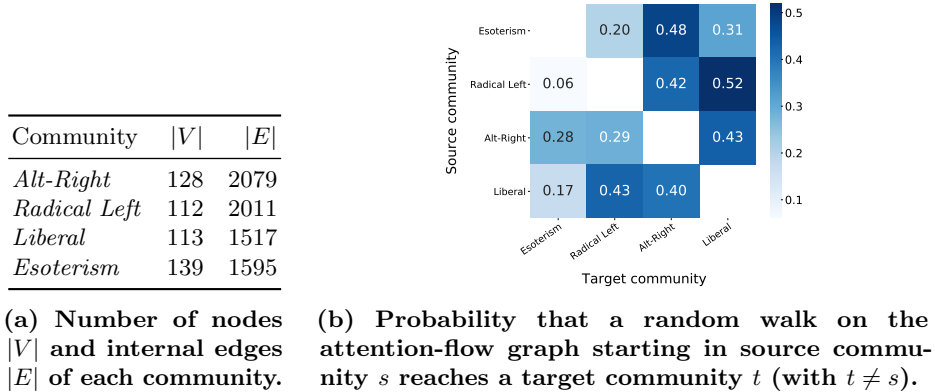 Community |V| |E|
Alt-Right 128 2079
Radical Left 112 2011
Liberal 113 1517
Esoterism 139 1595
(a) Number of nodes
|V| and internal edges
|E| of each community.
Source community
Esoterism 0.20 0.48 0.31
Radical Left 0.06 0.42 0.52
Alt-Right 0.28 0.29 0.43
Liberal 0.17 0.43 0.40
Esoterism Radical Left Alt-Right Liberal
Target community
0.5
0.4
0.3
0.2
0.1
(b) Probability that a random walk on the
attention-flow graph starting in source commu-
nity s reaches a target community t (with t ≠ s).